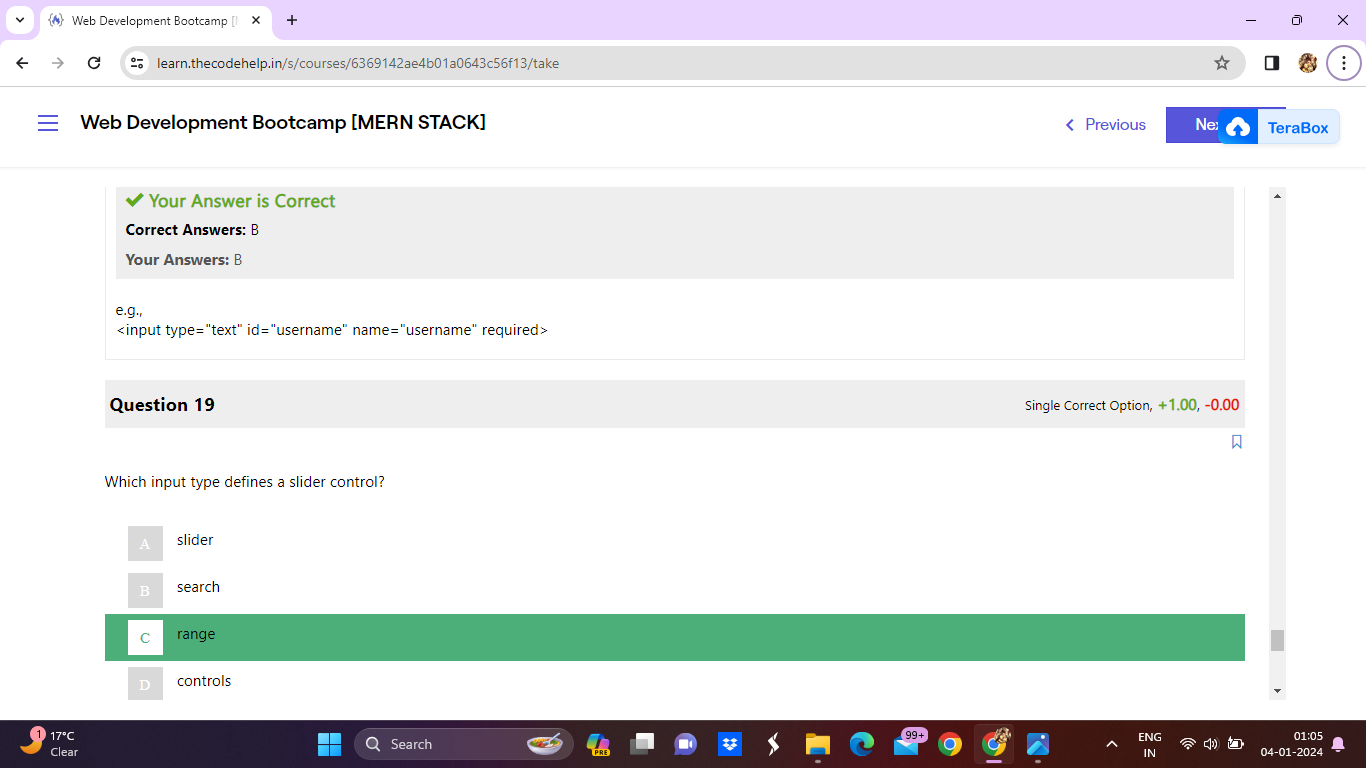 Web Development Bootcamp [
learn.thecodehelp.in/s/courses/6369142ae4b01a0643c56f13/take
Web Development Bootcamp [MERN STACK]
Previous
Nex
TeraBox
Your Answer is Correct
Correct Answers: B
Your Answers: B
e.g.,
<input type="text" id="username" name="username" required>
Question 19
Single Correct Option, +1.00, -0.00
Which input type defines a slider control?
A slider
B search
C range
D controls
1
17°C
Clear
Search
PRE
99+
ENG
IN
01:05
04-01-2024